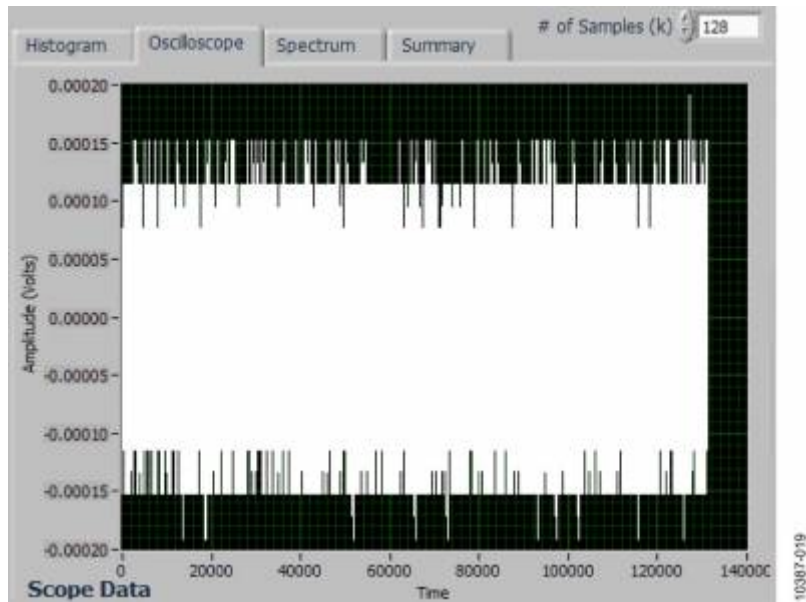 # of Samples (k) 128
Histogram Osciloscope Spectrum Summary
0.00020
0.00015
0.00010
0.00005
0.00000
-0.00005
-0.00010
-0.00015
-0.00020
Amplitude (Volts)
0 20000 40000 60000 80000 100000 120000 140000
Scope Data Time
10387-019